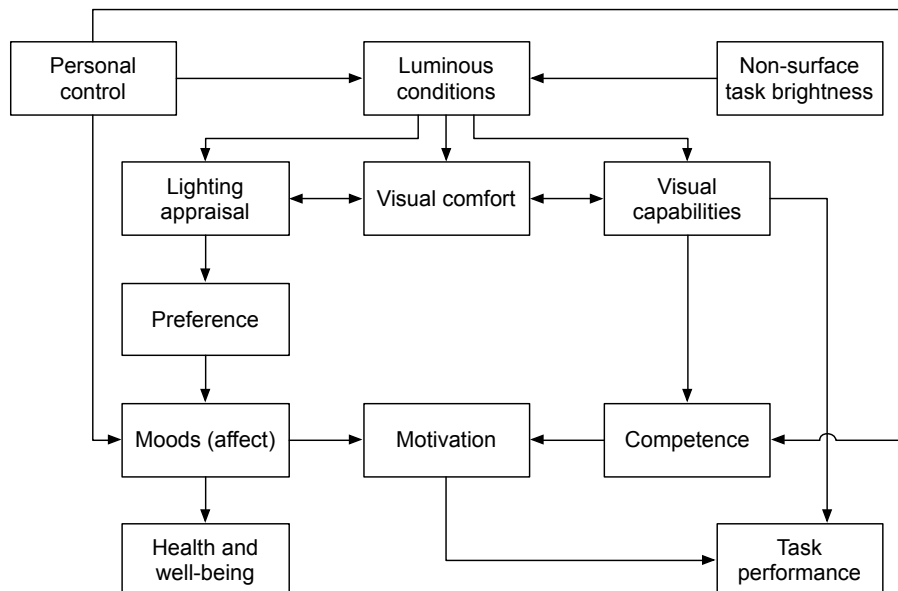 Personal
control
Luminous
conditions
Non-surface
task brightness
Lighting
appraisal
Visual comfort
Visual
capabilities
Preference
Moods (affect)
Motivation
Competence
Health and
well-being
Task
performance